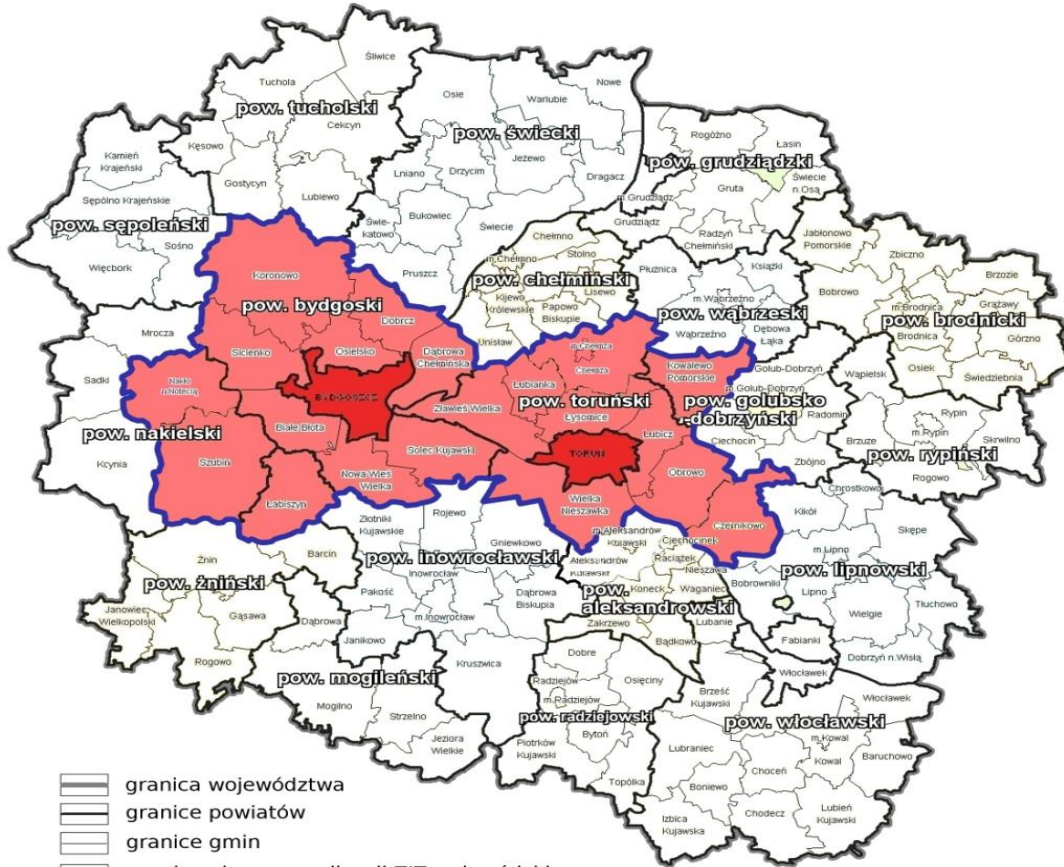 Śliwice
Tuchola
pow. tucholski
Cekcyn
Kęsowo
Gostycyn
Lubiewo
Nowe
Osie
Warlubie
pow. świecki
Jeżewo
Lniano
Drzycim
Dragacz
Świe-
katowo
Bukowiec
Świecie
Pruszcz
Rogóźno
Łasin
pow. grudziądzki
Świecie
n.Osą
Gruta
m.Grudziądz
Grudziądz
Radzyń
Chełmiński
Kamień
Krajeński
Sępólno Krajeńskie
pow. sępoleński
Sośno
Więcbork
Chełmno
m.Chełmno
Stolno
pow. chełmiński
Lisewo
Kijewo
Królewskie
Papowo
Biskupie
Unisław
Płużnica
Książki
m.Wąbrzeźno
pow. wąbrzeski
Wąbrzeźno
Dębowa
Łąka
Jabłonowo
Pomorskie
Zbiczno
Brzozie
Bobrowo
Grążawy
m.Brodnica
pow. brodnicki
Brodnica
Górzno
Osiek
Świedziebnia
Koronowo
pow. bydgoski
Dobrcz
Sicienko
Osielsko
Dąbrowa
Chełmińska
BYDGOSZCZ
Białe Błota
Solec Kujawski
Nowa Wieś
Wielka
Mrocza
Sadki
Nakło
n.Notecią
pow. nakielski
Kcynia
Szubin
Łabiszyn
m.Chełmża
Chełmża
Łubianka
pow. toruński
Zławieś Wielka
Łysomice
Lubicz
TORUŃ
Obrowo
Wielka
Nieszawka
Czernikowo
Kowalewo
Pomorskie
Golub-Dobrzyń
m.Golub-Dobrzyń
pow. golubsko
-dobrzyński
Radomin
Ciechocin
Zbójno
Wąpielsk
Rypin
m.Rypin
Skrwilno
Brzuze
pow. rypiński
Rogowo
Chrostkowo
Kikół
Skępe
m.Lipno
pow. lipnowski
Bobrowniki
Lipno
Tłuchowo
Wielgie
Fabianki
Dobrzyń n.Wisłą
Złotniki
Kujawskie
Rojewo
Gniewkowo
pow. inowrocławski
Inowrocław
Pakość
Dąbrowa
Biskupia
m.Inowrocław
Janikowo
Kruszwica
m.Aleksandrów
Kujawski
Ciechocinek
Raciążek
Aleksandrów
Kujawski
Nieszawa
Koneck
Waganiec
pow.
aleksandrowski
Zakrzewo
Lubanie
Bądkowo
Żnin
Barcin
pow. żniński
Janowiec
Wielkopolski
Gąsawa
Rogowo
Dąbrowa
pow. mogileński
Mogilno
Strzelno
Jeziora
Wielkie
Dobre
Radziejów
Osięciny
m.Radziejów
pow. radziejowski
Bytoń
Piotrków
Kujawski
Topólka
Włocławek
Brześć
Kujawski
Włocławek
pow. włocławski
m.Kowal
Lubraniec
Kowal
Baruchowo
Choceń
Boniewo
Izbica
Kujawska
Chodecz
Lubień
Kujawski
granica województwa
granice powiatów
granice gmin